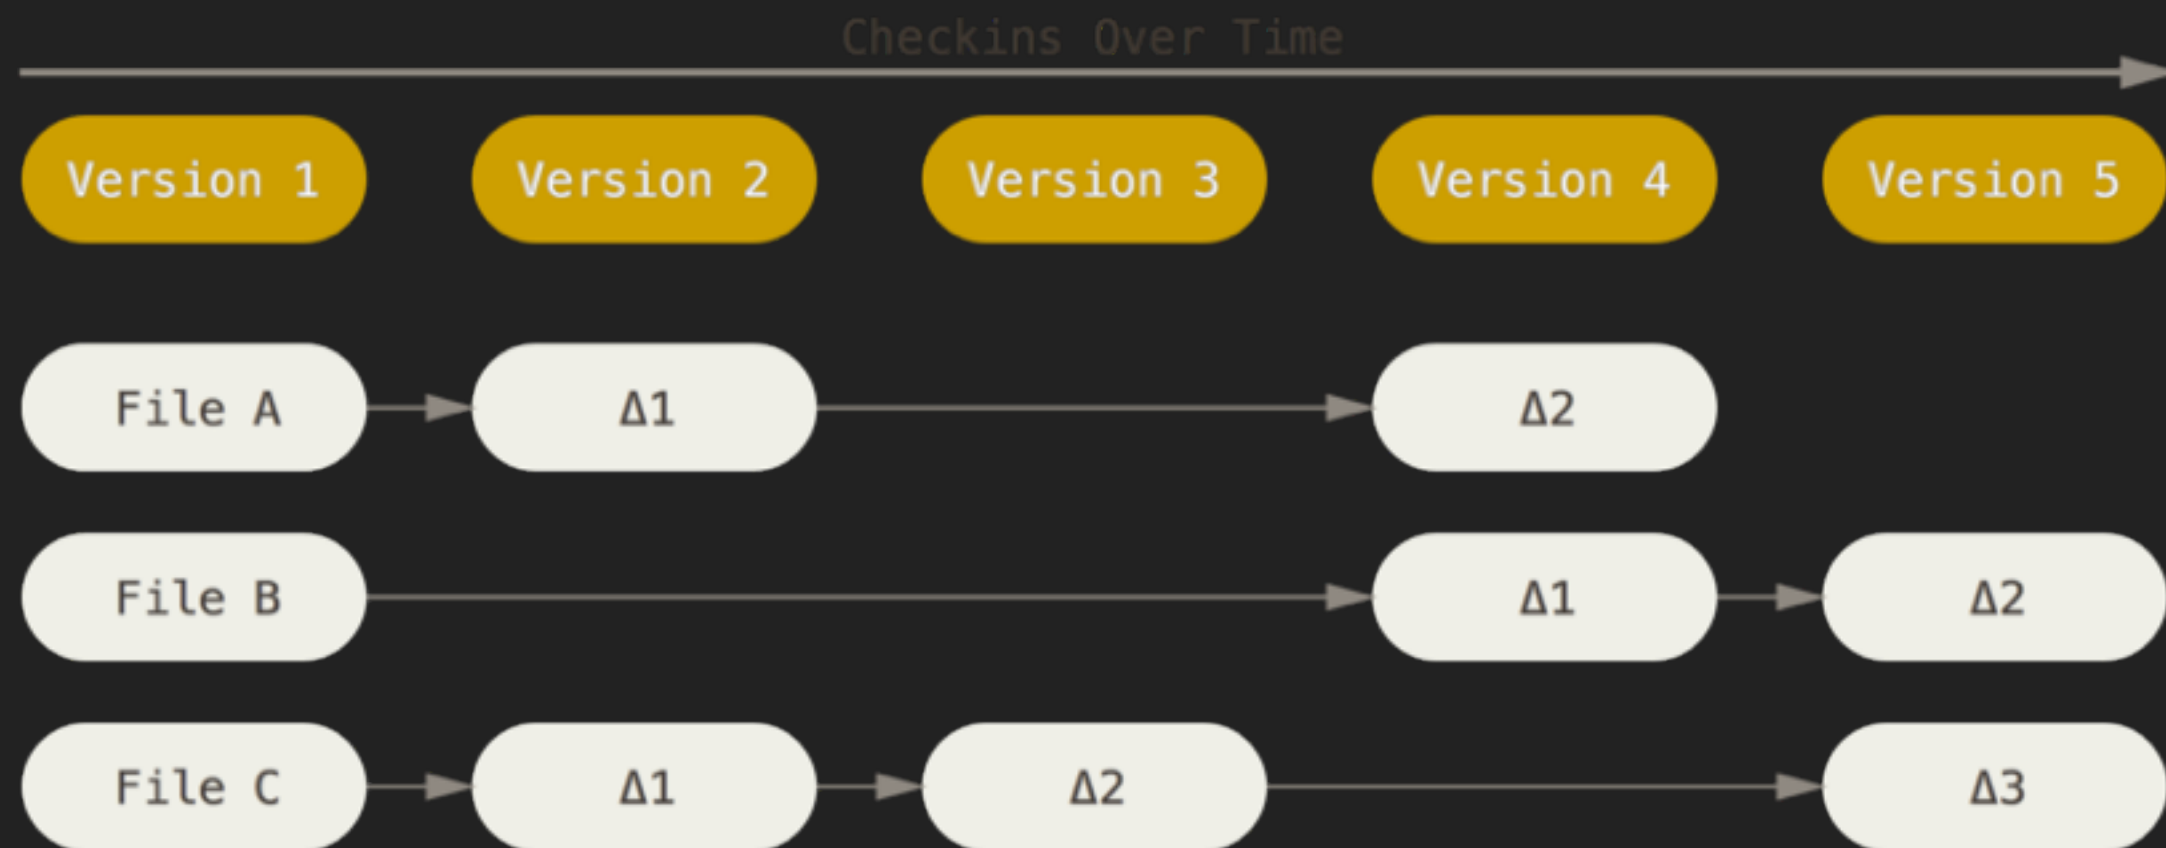 Checkins Over Time
Version 1 Version 2 Version 3 Version 4 Version 5
File A Δ1 Δ2
File B Δ1 Δ2
File C Δ1 Δ2 Δ3